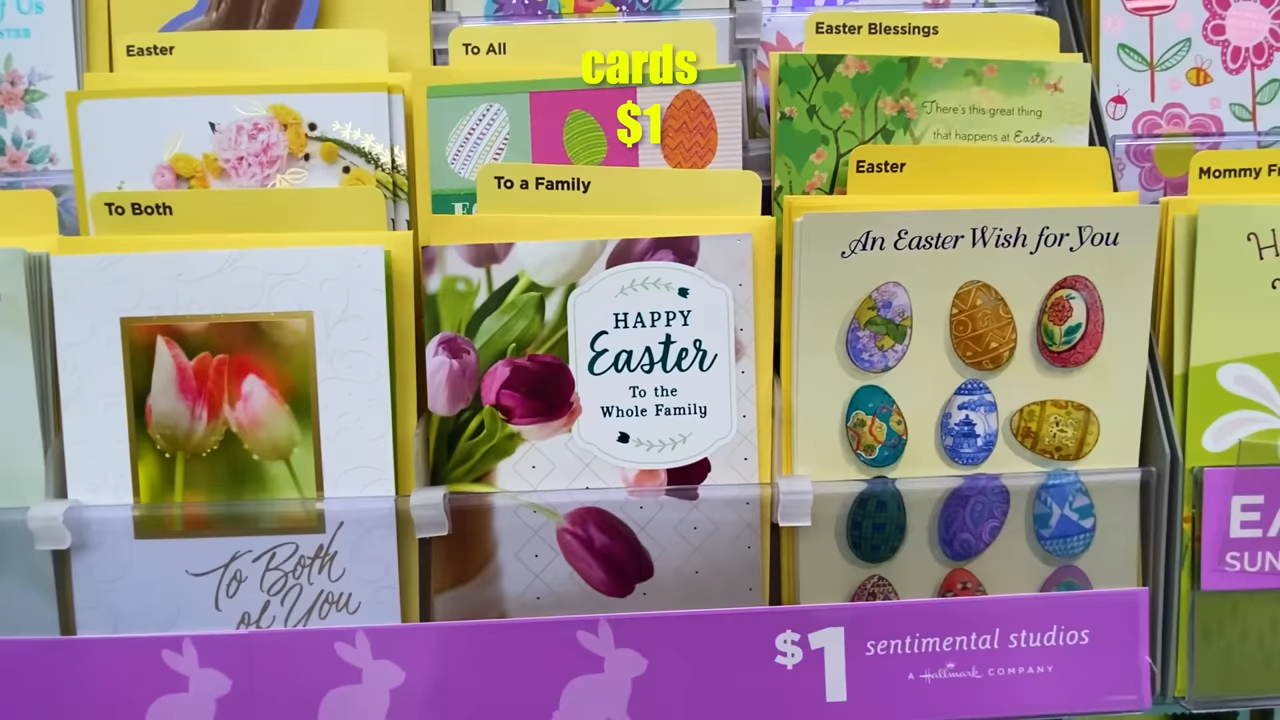 Easter
To All
Easter Blessings
cards
$1
There's this great thing
that happens at Easter.
To a Family
Easter
Mommy
To Both
An Easter Wish for You
HAPPY
Easter
To the
Whole Family
To Both
of You
$1 sentimental studios
A Hallmark COMPANY